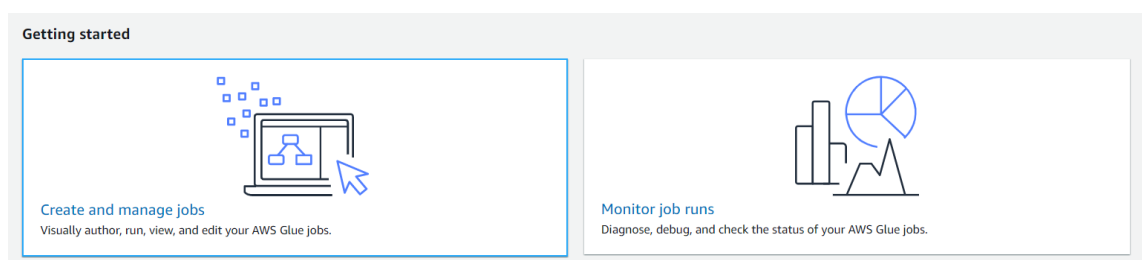 Getting started
Create and manage jobs
Visually author, run, view, and edit your AWS Glue jobs.
Monitor job runs
Diagnose, debug, and check the status of your AWS Glue jobs.